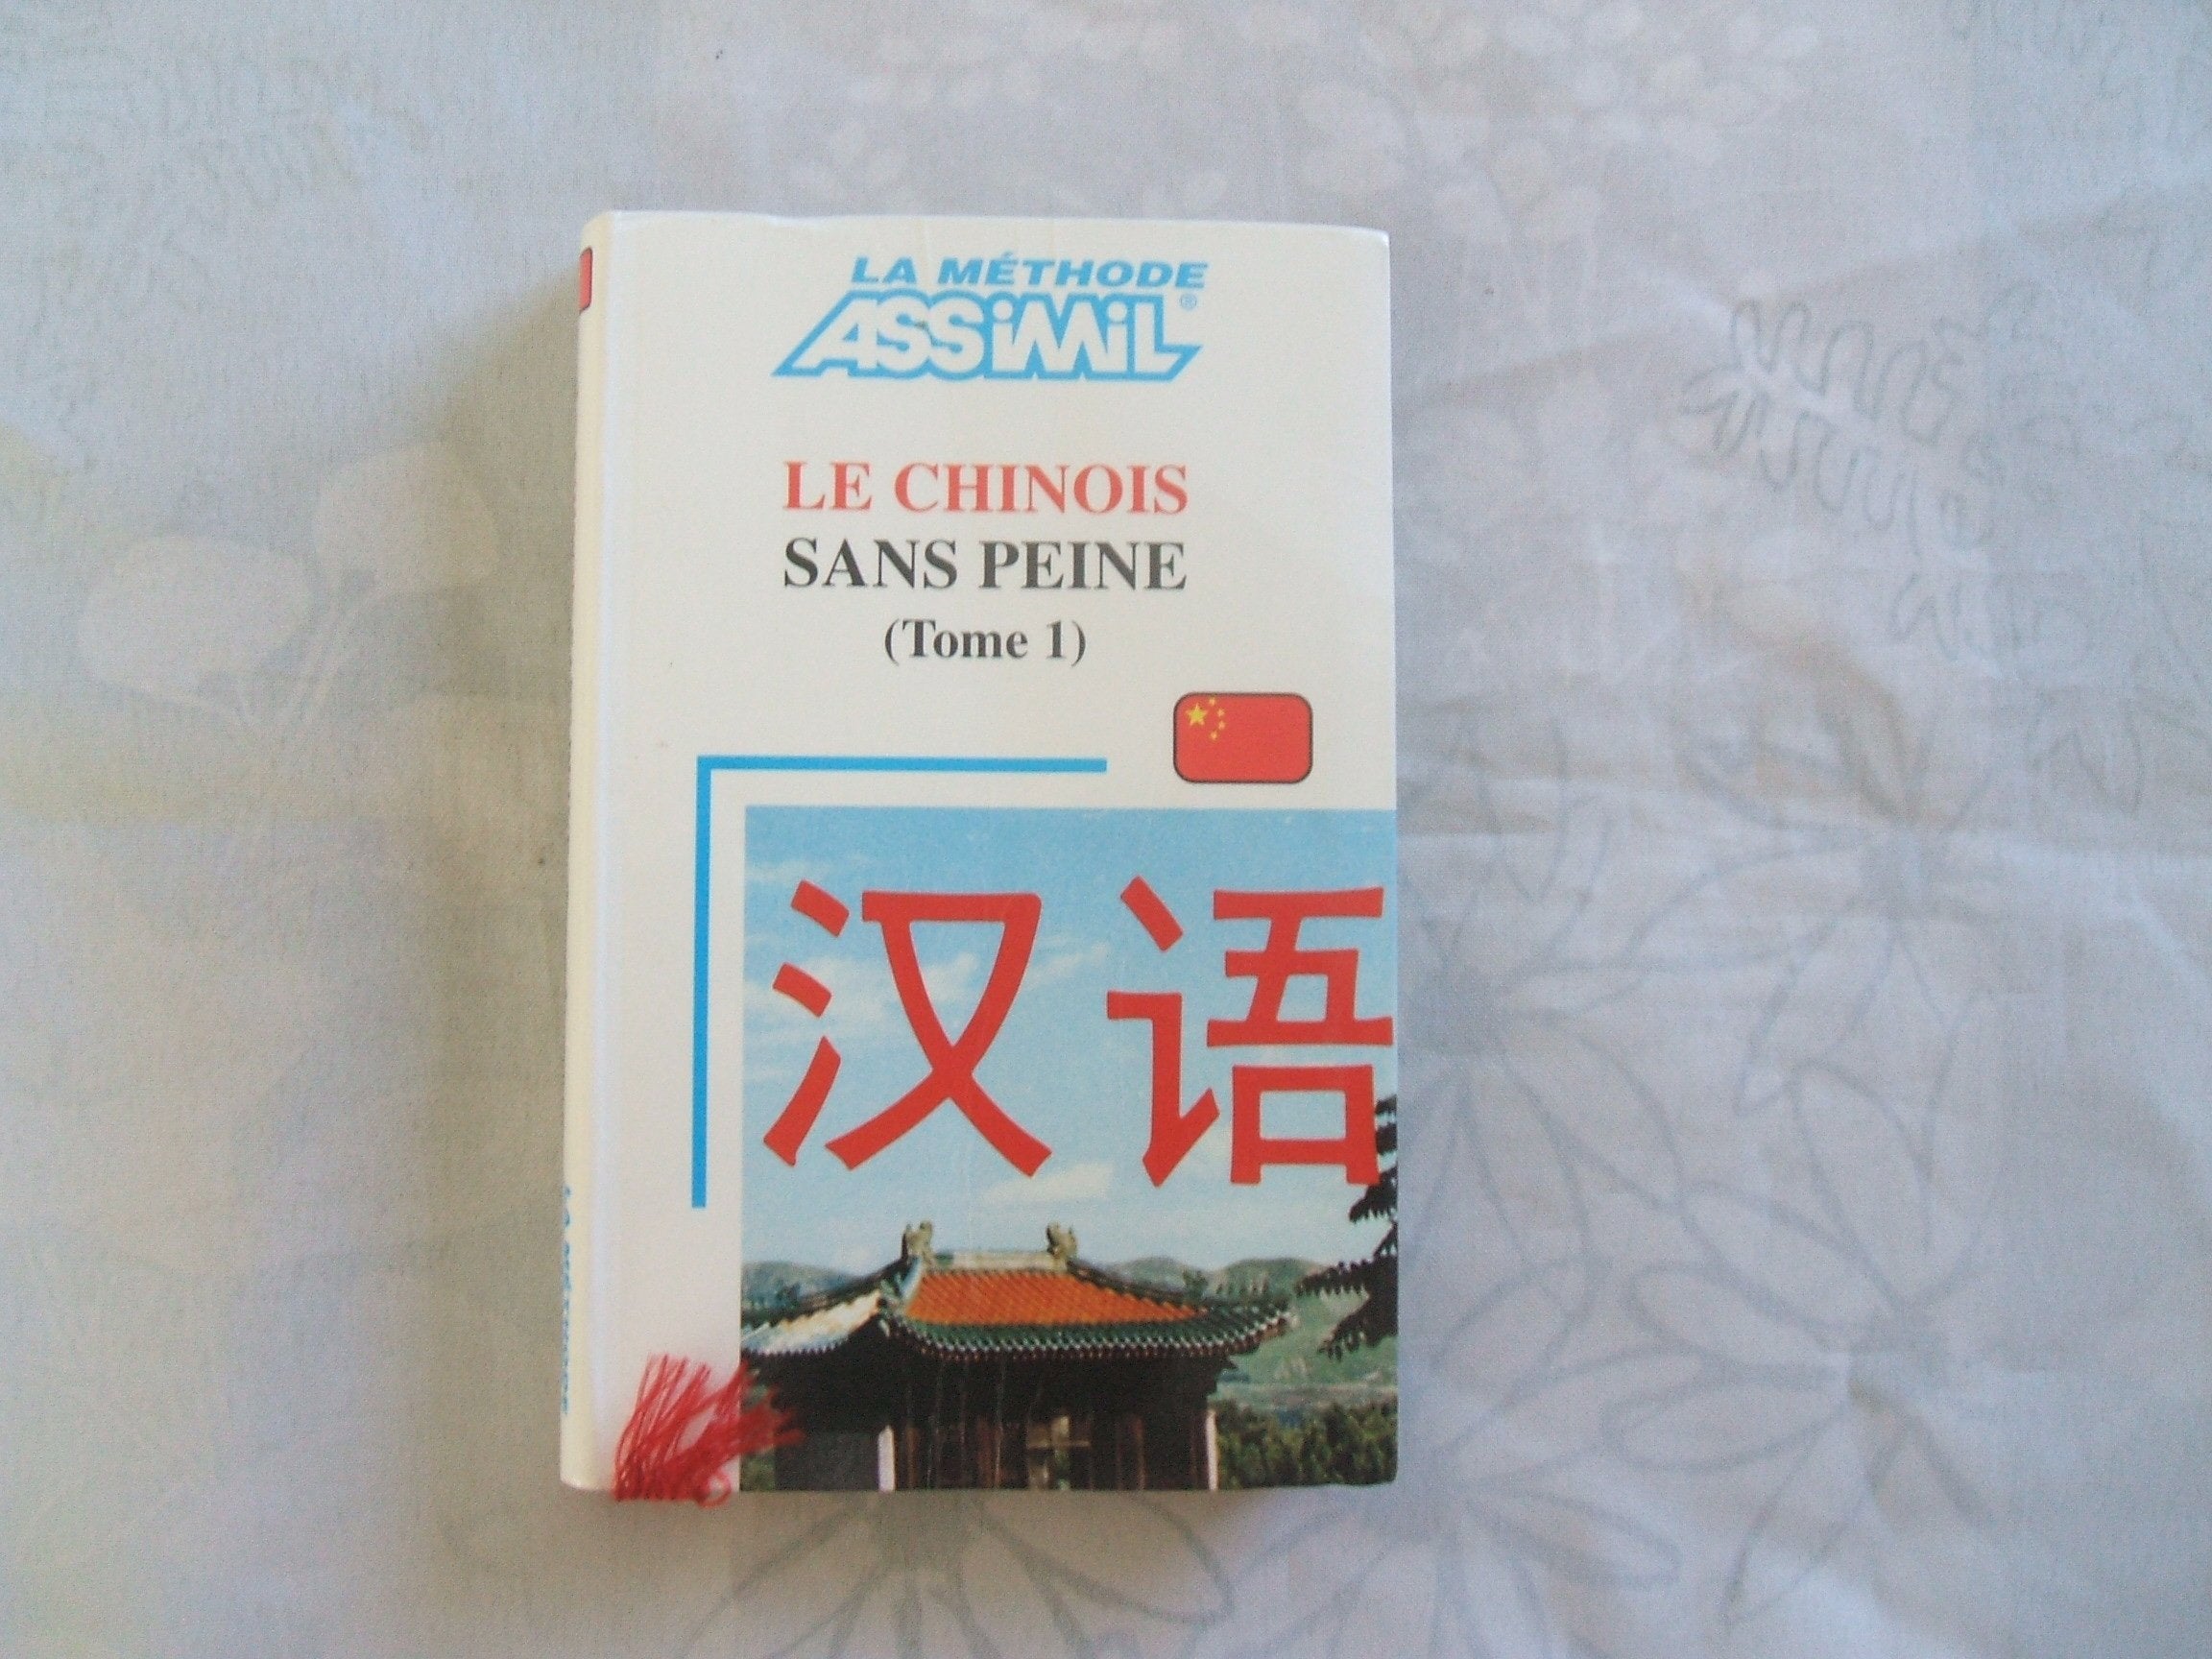 LA MÉTHODE
ASSiMiL®
LE CHINOIS
SANS PEINE
(Tome 1)
汉语